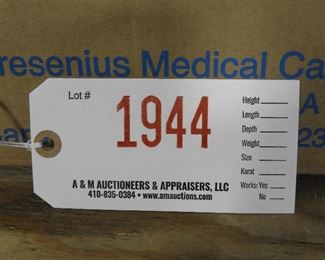 resenius Medical Ca
A
23
Lot #
1944
Height
Length
Depth
Weight
Size
Karat
Works: Yes
No
A & M AUCTIONEERS & APPRAISERS, LLC
410-835-0384 • www.amauctions.com